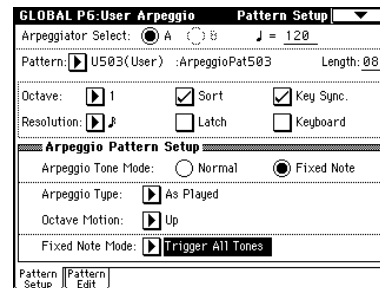 GLOBAL P6:User Arpeggio Pattern Setup
Arpeggiator Select: A B ♩ = 120
Pattern: U503(User) :ArpeggioPat503 Length: 08
Octave: 1 Sort Key Sync.
Resolution: Latch Keyboard
Arpeggio Pattern Setup
Arpeggio Tone Mode: Normal Fixed Note
Arpeggio Type: As Played
Octave Motion: Up
Fixed Note Mode: Trigger All Tones
Pattern Setup Pattern Edit